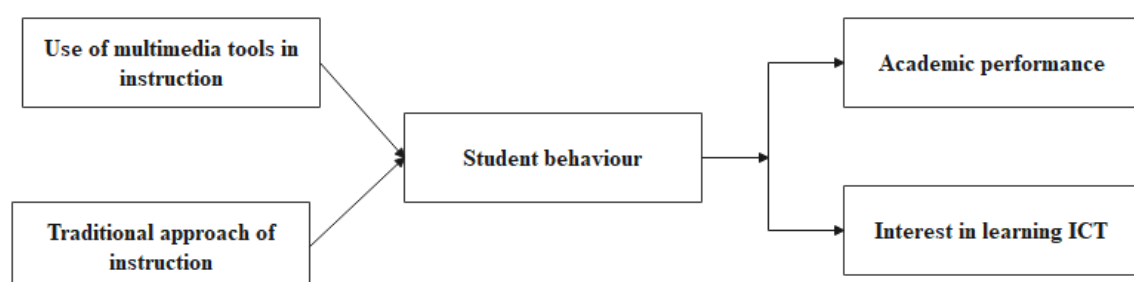 Use of multimedia tools in
instruction
Academic performance
Student behaviour
Traditional approach of
instruction
Interest in learning ICT